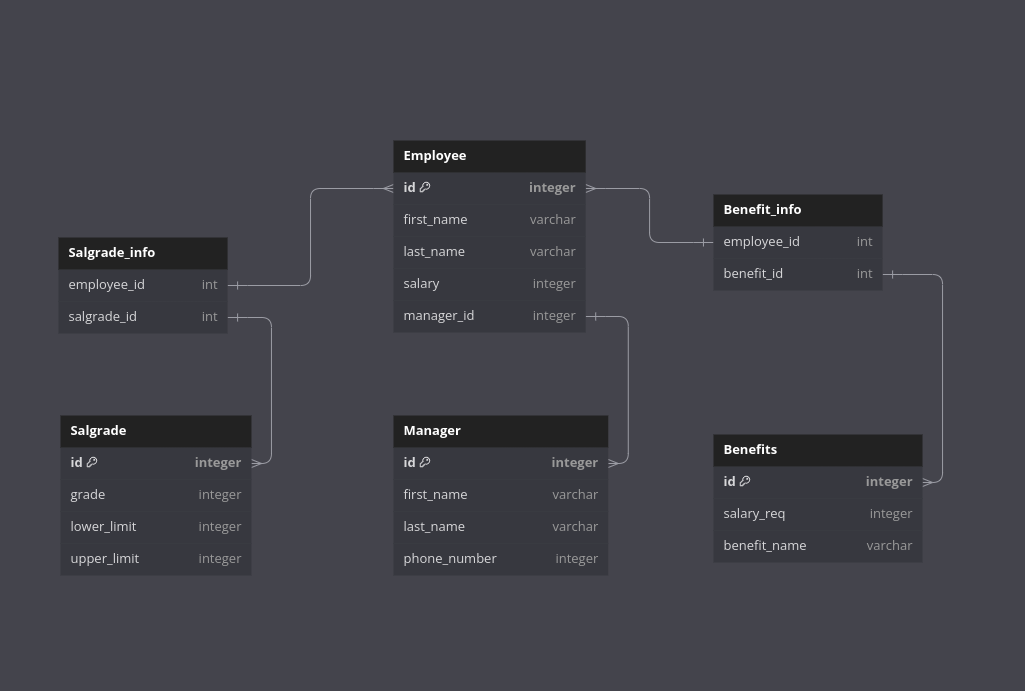 Employee
id integer
first_name varchar
last_name varchar
salary integer
manager_id integer
Benefit_info
employee_id int
benefit_id int
Salgrade_info
employee_id int
salgrade_id int
Salgrade
id integer
grade integer
lower_limit integer
upper_limit integer
Manager
id integer
first_name varchar
last_name varchar
phone_number integer
Benefits
id integer
salary_req integer
benefit_name varchar